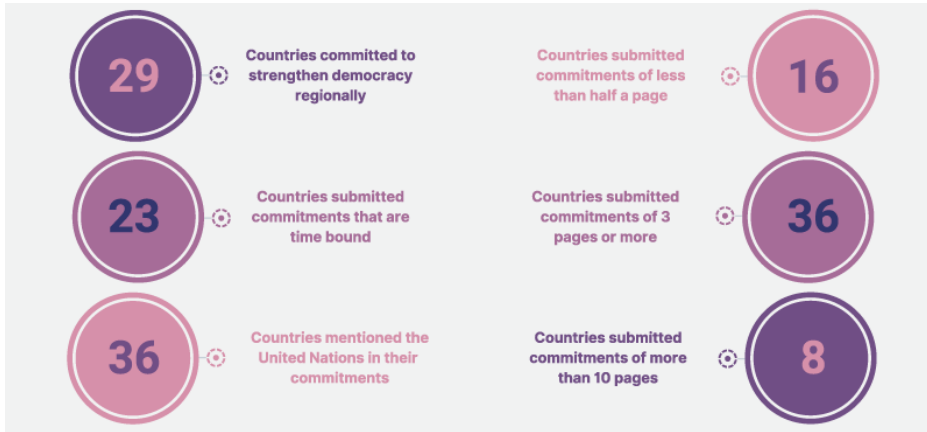 29
Countries committed to
strengthen democracy
regionally
Countries submitted
commitments of less
than half a page
16
23
Countries submitted
commitments that are
time bound
Countries submitted
commitments of 3
pages or more
36
36
Countries mentioned the
United Nations in their
commitments
Countries submitted
commitments of more
than 10 pages
8